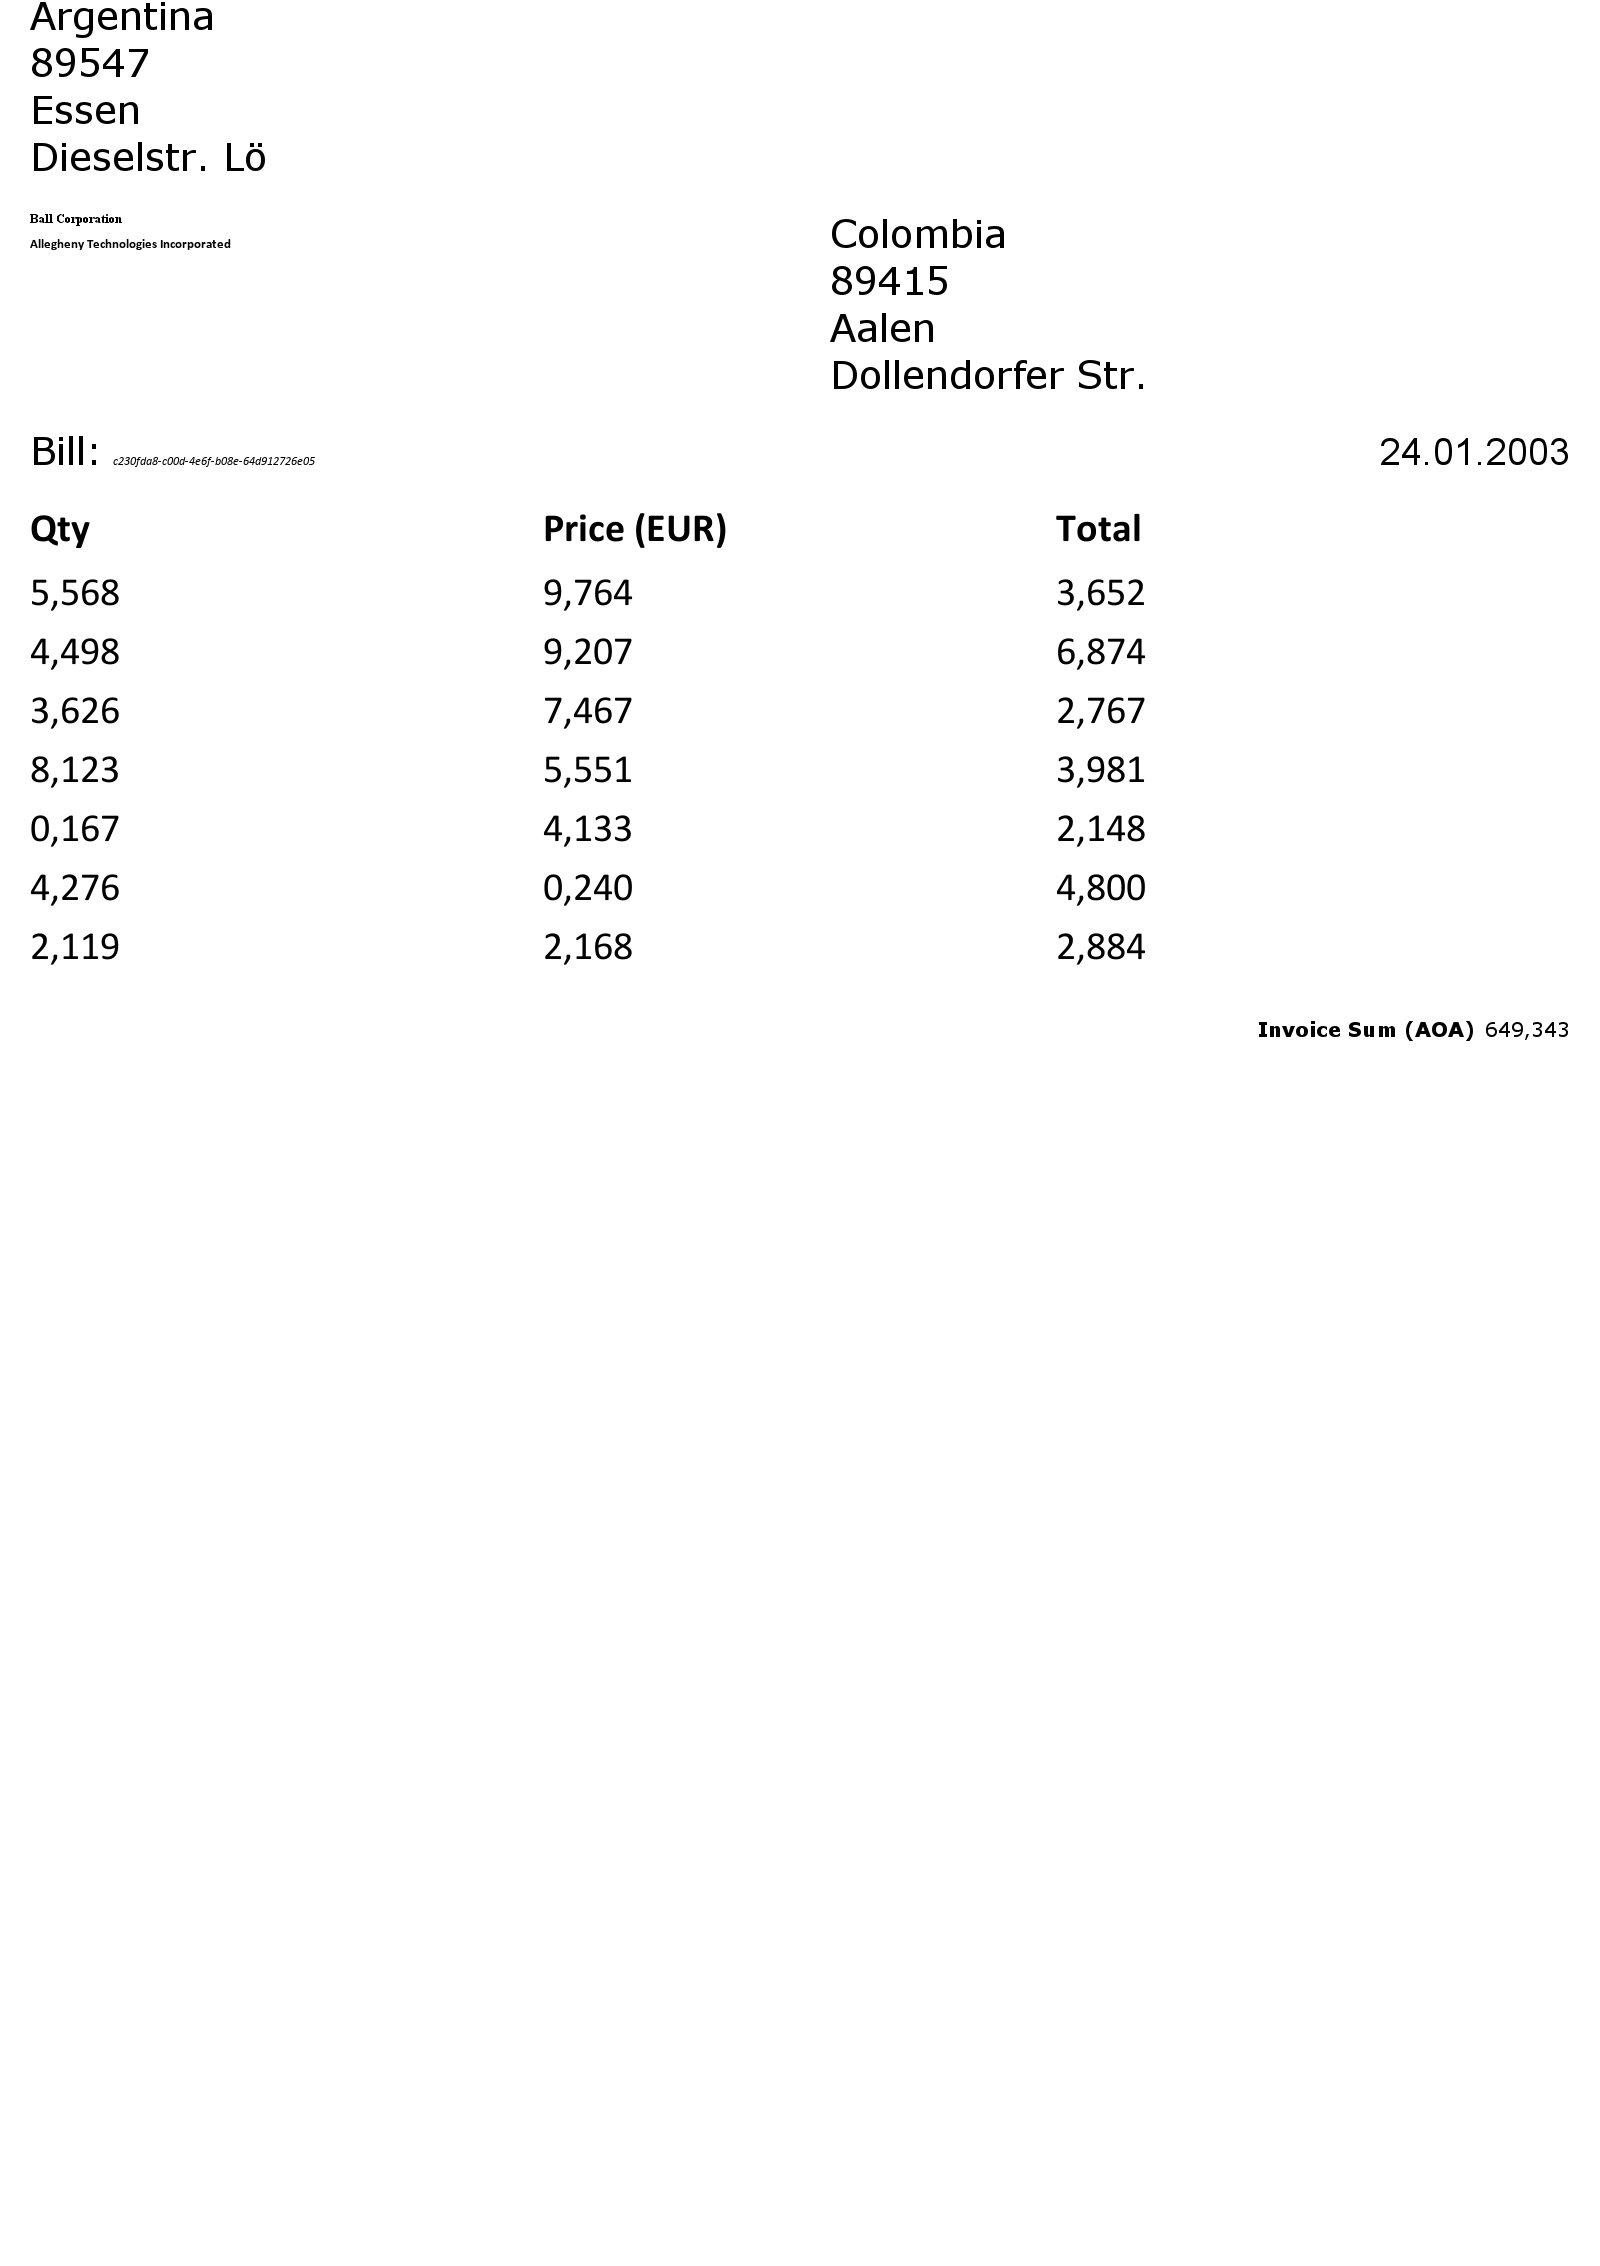 Argentina
89547
Essen
Dieselstr. Lö
Ball Corporation
Allegheny Technologies Incorporated
Colombia
89415
Aalen
Dollendorfer Str.
Bill: c230fda8-c00d-4e6f-b08e-64d912726e05 24.01.2003
Qty Price (EUR) Total
5,568 9,764 3,652
4,498 9,207 6,874
3,626 7,467 2,767
8,123 5,551 3,981
0,167 4,133 2,148
4,276 0,240 4,800
2,119 2,168 2,884
Invoice Sum (AOA) 649,343